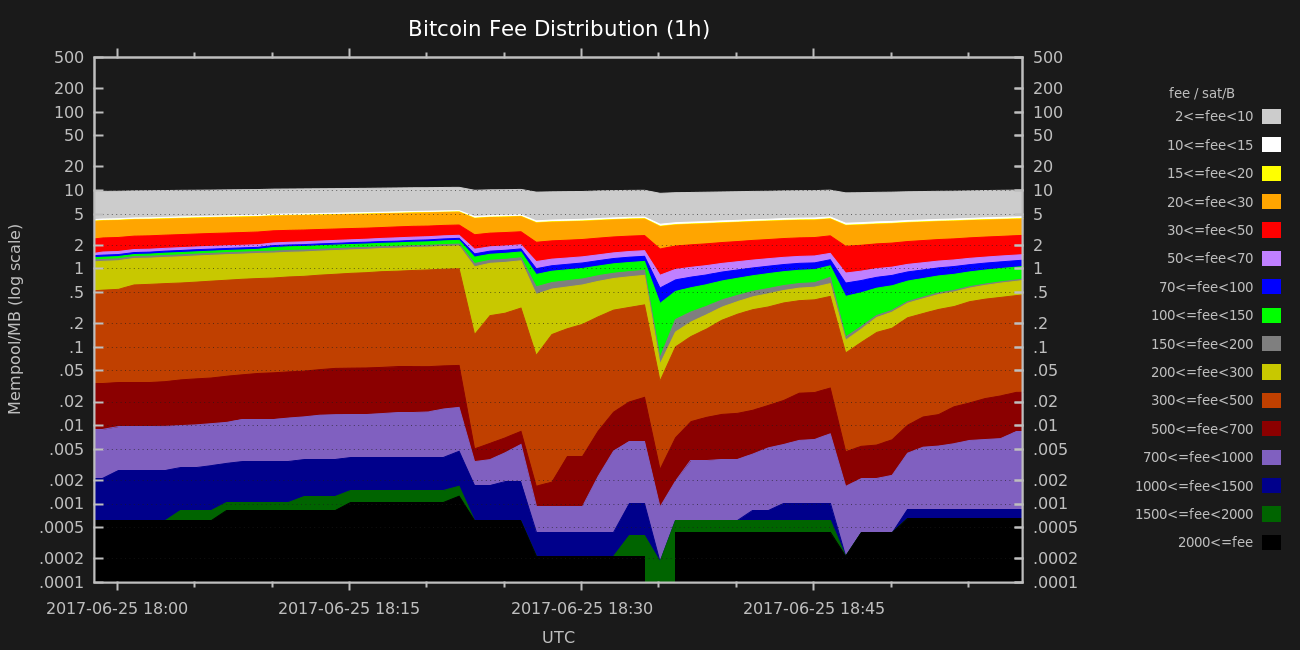 Bitcoin Fee Distribution (1h)
500
200
100
50
20
10
5
2
1
.5
.2
.1
.05
.02
.01
.005
.002
.001
.0005
.0002
.0001
Mempool/MB (log scale)
500
200
100
50
20
10
5
2
1
.5
.2
.1
.05
.02
.01
.005
.002
.001
.0005
.0002
.0001
2017-06-25 18:00
2017-06-25 18:15
2017-06-25 18:30
2017-06-25 18:45
UTC
fee / sat/B
2<=fee<10
10<=fee<15
15<=fee<20
20<=fee<30
30<=fee<50
50<=fee<70
70<=fee<100
100<=fee<150
150<=fee<200
200<=fee<300
300<=fee<500
500<=fee<700
700<=fee<1000
1000<=fee<1500
1500<=fee<2000
2000<=fee